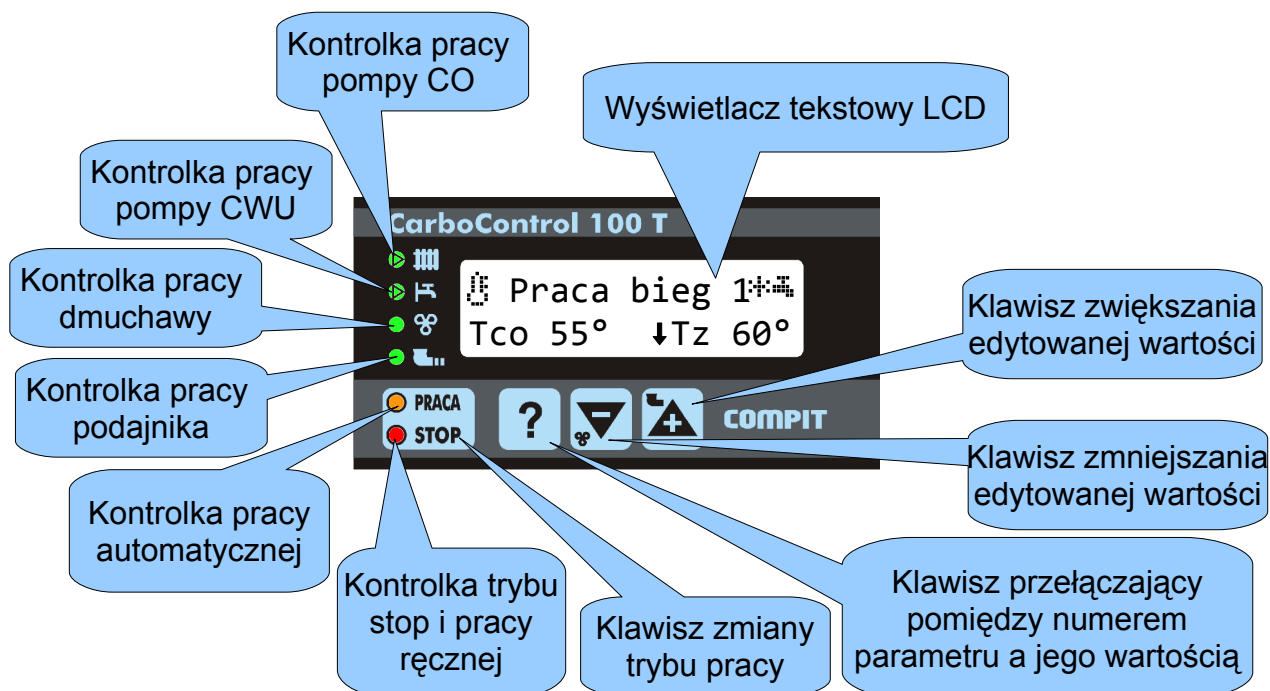 Kontrolka pracy
pompy CO
Wyświetlacz tekstowy LCD
Kontrolka pracy
pompy CWU
CarboControl 100 T
Kontrolka pracy
dmuchawy
Praca bieg 1
Tco 55° ↓Tz 60°
Klawisz zwiększania
edytowanej wartości
Kontrolka pracy
podajnika
PRACA
STOP
?
COMPIT
Klawisz zmniejszania
edytowanej wartości
Kontrolka pracy
automatycznej
Kontrolka trybu
stop i pracy
ręcznej
Klawisz zmiany
trybu pracy
Klawisz przełączający
pomiędzy numerem
parametru a jego wartością